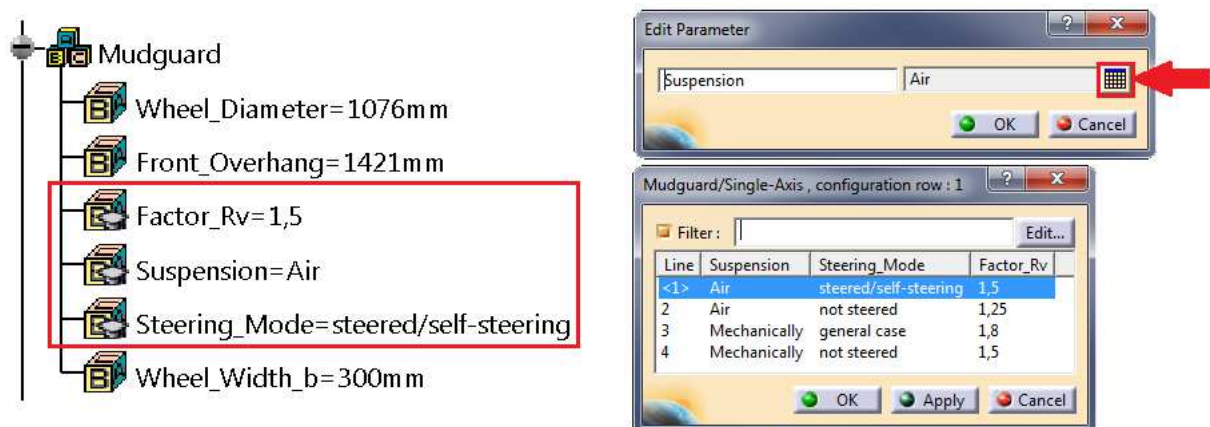 Mudguard
Wheel_Diameter=1076mm
Front_Overhang=1421mm
Factor_Rv=1,5
Suspension=Air
Steering_Mode=steered/self-steering
Wheel_Width_b=300mm
Edit Parameter
Suspension Air
OK Cancel
Mudguard/Single-Axis , configuration row : 1
Filter : Edit...
Line Suspension Steering_Mode Factor_Rv
<1> Air steered/self-steering 1,5
2 Air not steered 1,25
3 Mechanically general case 1,8
4 Mechanically not steered 1,5
OK Apply Cancel